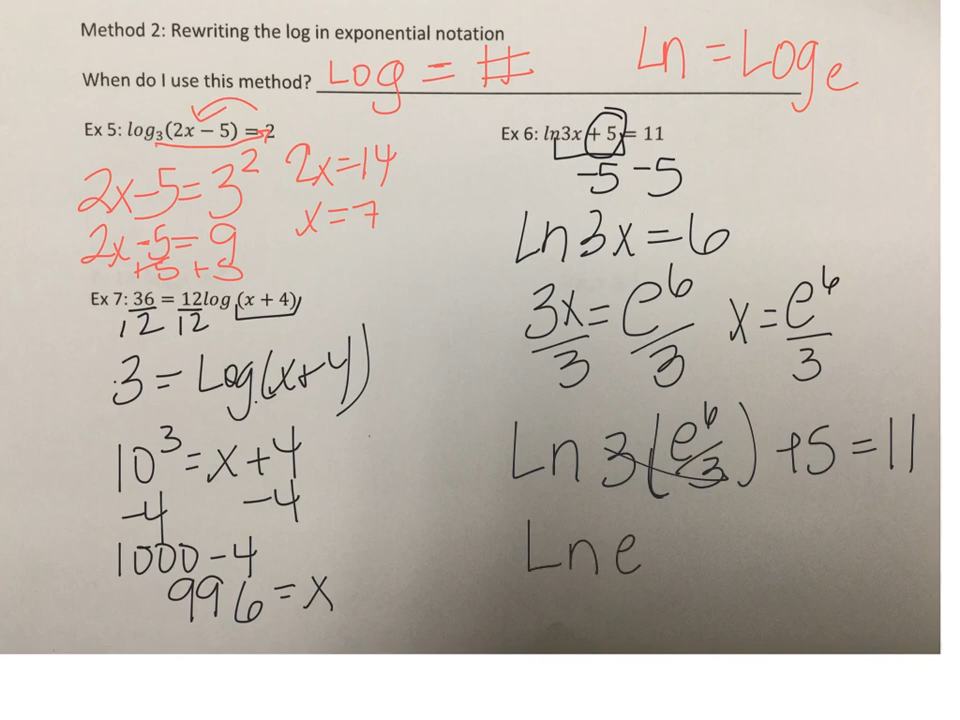 Method 2: Rewriting the log in exponential notation
When do I use this method? Log = #
Ln = Logₑ
Ex 5: log₃(2x − 5) = 2
2x−5=3²
2x−5=9
+5 +3
2x=14
x=7
Ex 7: 36 = 12log (x + 4)
12 12
3 = Log(x+4)
10³=x+4
−4 −4
1000−4
996=x
Ex 6: ln3x + 5 = 11
−5 −5
Ln3x=6
3x=e⁶
3 3
x=e⁶
3
Ln 3(e⁶/3) +5=11
Ln e